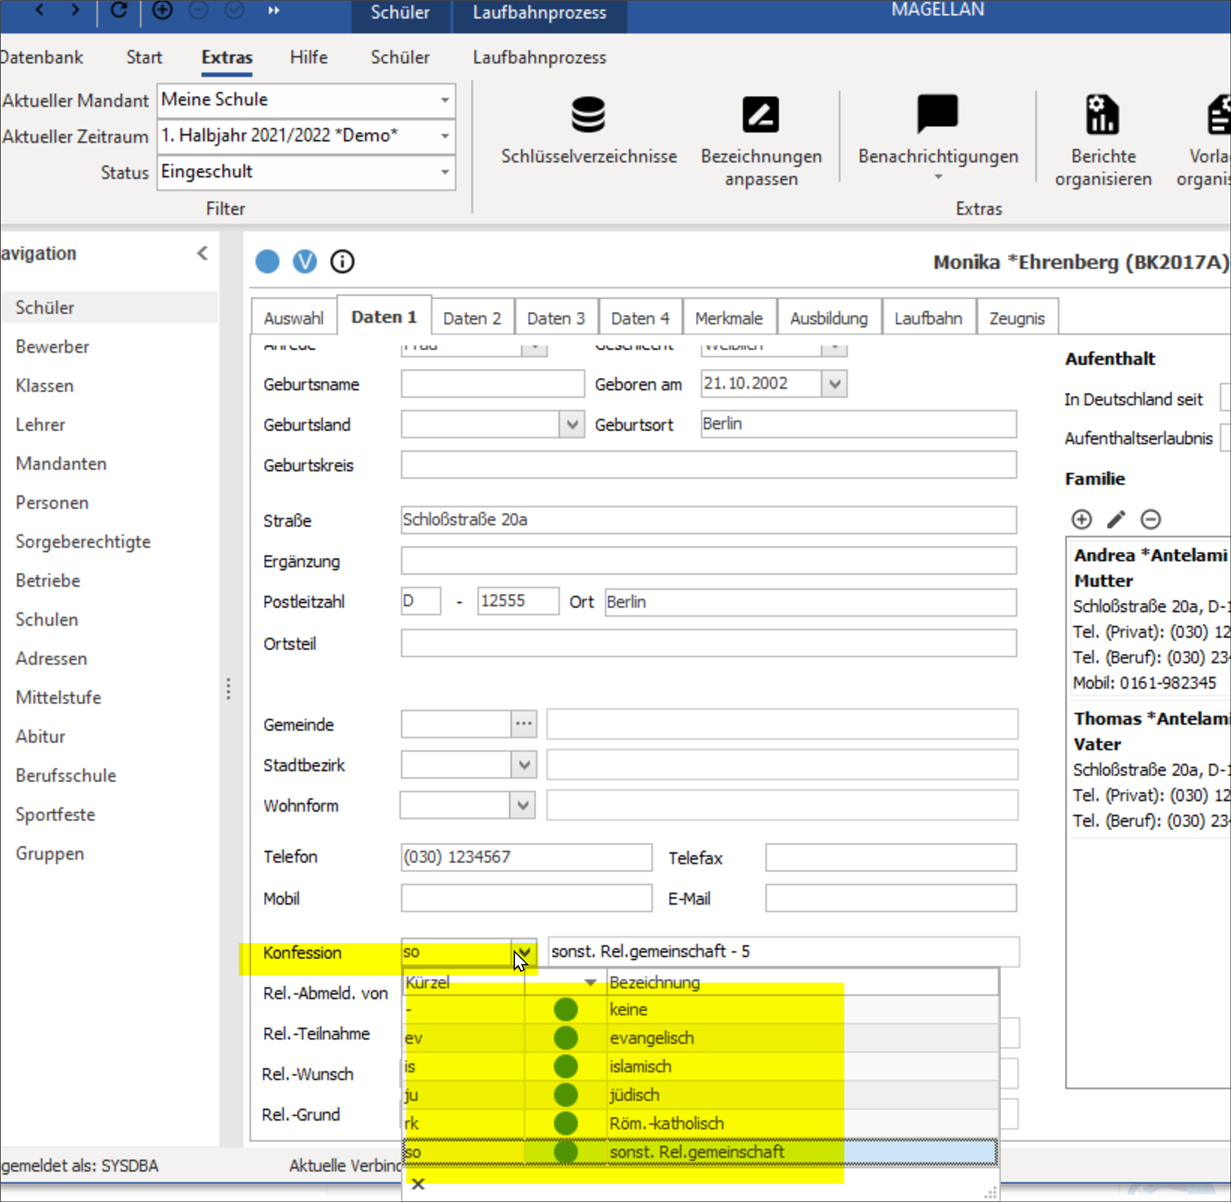 Schüler Laufbahnprozess MAGELLAN
Datenbank Start Extras Hilfe Schüler Laufbahnprozess
Aktueller Mandant Meine Schule
Aktueller Zeitraum 1. Halbjahr 2021/2022 *Demo*
Status Eingeschult
Filter
Schlüsselverzeichnisse
Bezeichnungen
anpassen
Benachrichtigungen
Berichte
organisieren
Extras
avigation
Schüler
Bewerber
Klassen
Lehrer
Mandanten
Personen
Sorgeberechtigte
Betriebe
Schulen
Adressen
Mittelstufe
Abitur
Berufsschule
Sportfeste
Gruppen
V
Monika *Ehrenberg (BK2017A)
Auswahl Daten 1 Daten 2 Daten 3 Daten 4 Merkmale Ausbildung Laufbahn Zeugnis
Anrede Frau Geschlecht Weiblich
Geburtsname Geboren am 21.10.2002
Geburtsland Geburtsort Berlin
Geburtskreis
Straße Schloßstraße 20a
Ergänzung
Postleitzahl D - 12555 Ort Berlin
Ortsteil
Gemeinde ...
Stadtbezirk
Wohnform
Telefon (030) 1234567 Telefax
Mobil E-Mail
Konfession so sonst. Rel.gemeinschaft - 5
Rel.-Abmeld. von
Rel.-Teilnahme
Rel.-Wunsch
Rel.-Grund
Kürzel Bezeichnung
- keine
ev evangelisch
is islamisch
ju jüdisch
rk Röm.-katholisch
so sonst. Rel.gemeinschaft
Aufenthalt
In Deutschland seit
Aufenthaltserlaubnis
Familie
Andrea *Antelami
Mutter
Schloßstraße 20a, D-1
Tel. (Privat): (030) 12
Tel. (Beruf): (030) 23
Mobil: 0161-982345
Thomas *Antelami
Vater
Schloßstraße 20a, D-1
Tel. (Privat): (030) 12
Tel. (Beruf): (030) 23
gemeldet als: SYSDBA Aktuelle Verbind